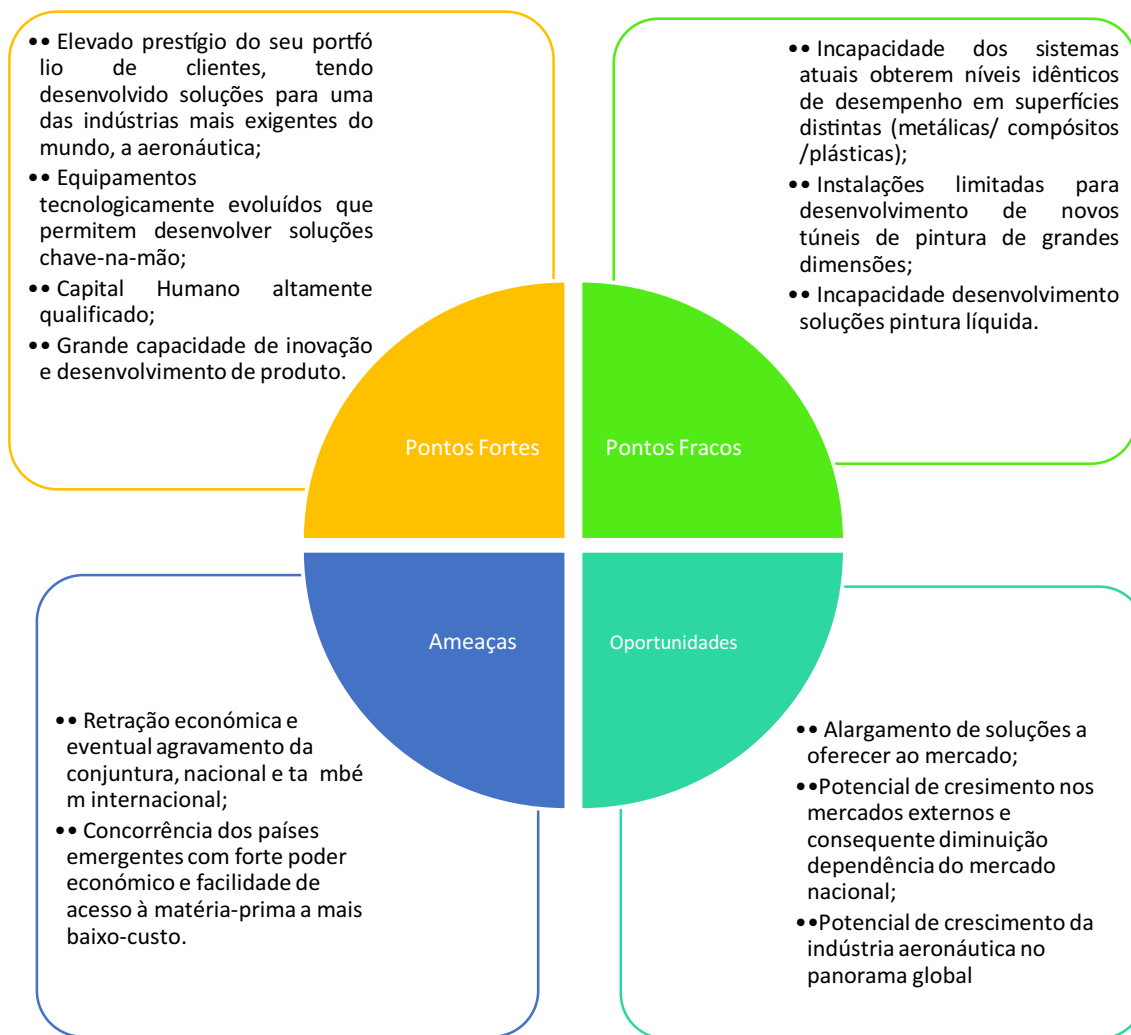 •• Elevado prestígio do seu portfó
lio de clientes, tendo
desenvolvido soluções para uma
das indústrias mais exigentes do
mundo, a aeronáutica;
•• Equipamentos
tecnologicamente evoluídos que
permitem desenvolver soluções
chave-na-mão;
•• Capital Humano altamente
qualificado;
•• Grande capacidade de inovação
e desenvolvimento de produto.
•• Incapacidade dos sistemas
atuais obterem níveis idênticos
de desempenho em superfícies
distintas (metálicas/ compósitos
/plásticas);
•• Instalações limitadas para
desenvolvimento de novos
túneis de pintura de grandes
dimensões;
•• Incapacidade desenvolvimento
soluções pintura líquida.
Pontos Fortes
Pontos Fracos
Ameaças
Oportunidades
•• Retração económica e
eventual agravamento da
conjuntura, nacional e ta mbé
m internacional;
•• Concorrência dos países
emergentes com forte poder
económico e facilidade de
acesso à matéria-prima a mais
baixo-custo.
•• Alargamento de soluções a
oferecer ao mercado;
••Potencial de cresimento nos
mercados externos e
consequente diminuição
dependência do mercado
nacional;
••Potencial de crescimento da
indústria aeronáutica no
panorama global